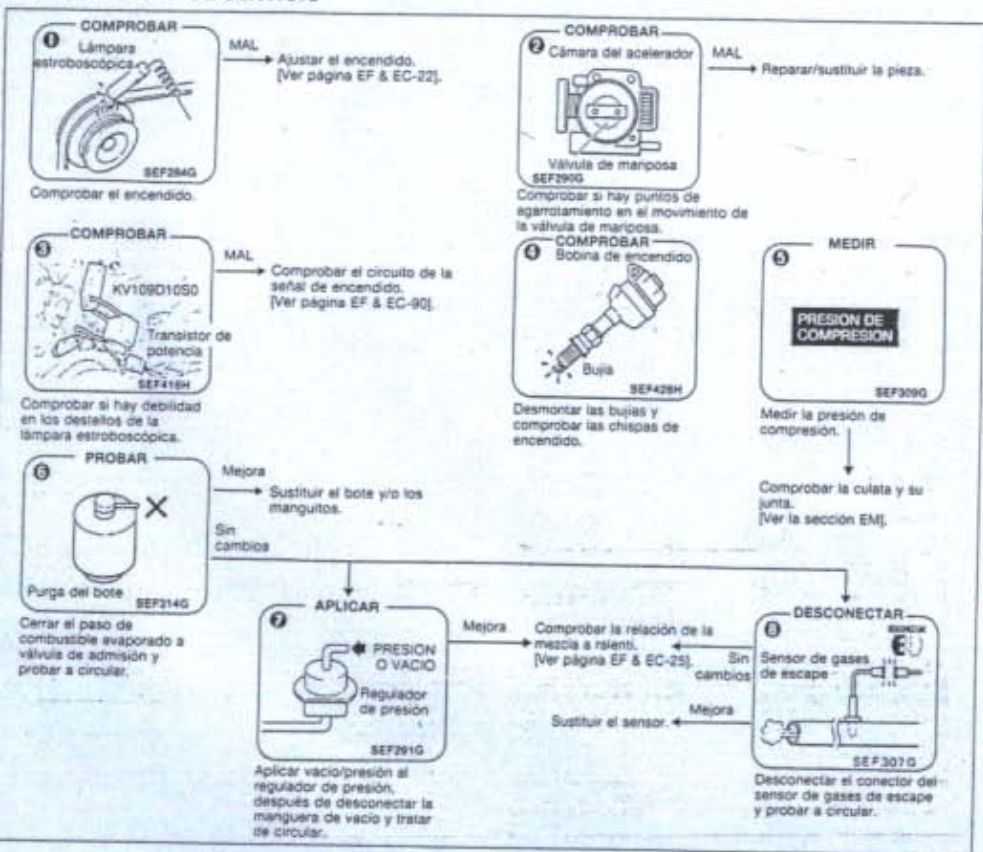 COMPROBAR
1
Lámpara
estroboscópica
SEF284G
MAL
Ajustar el encendido.
[Ver página EF & EC-22].
Comprobar el encendido.
COMPROBAR
2
Cámara del acelerador
Válvula de mariposa
SEF290G
MAL
Reparar/sustituir la pieza.
Comprobar si hay puntos de
agarrotamiento en el movimiento de
la válvula de mariposa.
COMPROBAR
3
KV109D10S0
Transistor de
potencia
SEF416H
MAL
Comprobar el circuito de la
señal de encendido.
[Ver página EF & EC-90].
Comprobar si hay debilidad
en los destellos de la
lámpara estroboscópica.
COMPROBAR
4
Bobina de encendido
Bujía
SEF426H
Desmontar las bujías y
comprobar las chispas de
encendido.
MEDIR
5
PRESION DE
COMPRESION
SEF309G
Medir la presión de
compresión.
Comprobar la culata y su
junta.
[Ver la sección EM].
PROBAR
6
Purga del bote
SEF314G
Mejora
Sustituir el bote y/o los
manguitos.
Sin
cambios
Cerrar el paso de
combustible evaporado a
válvula de admisión y
probar a circular.
APLICAR
7
PRESION
O VACIO
Regulador
de presión
SEF291G
Mejora
Comprobar la relación de la
mezcla a ralentí.
[Ver página EF & EC-25].
Aplicar vacío/presión al
regulador de presión,
después de desconectar la
manguera de vacío y tratar
de circular.
DESCONECTAR
8
Sensor de gases
de escape
SEF307G
Sin
cambios
Mejora
Sustituir el sensor.
Desconectar el conector del
sensor de gases de escape
y probar a circular.